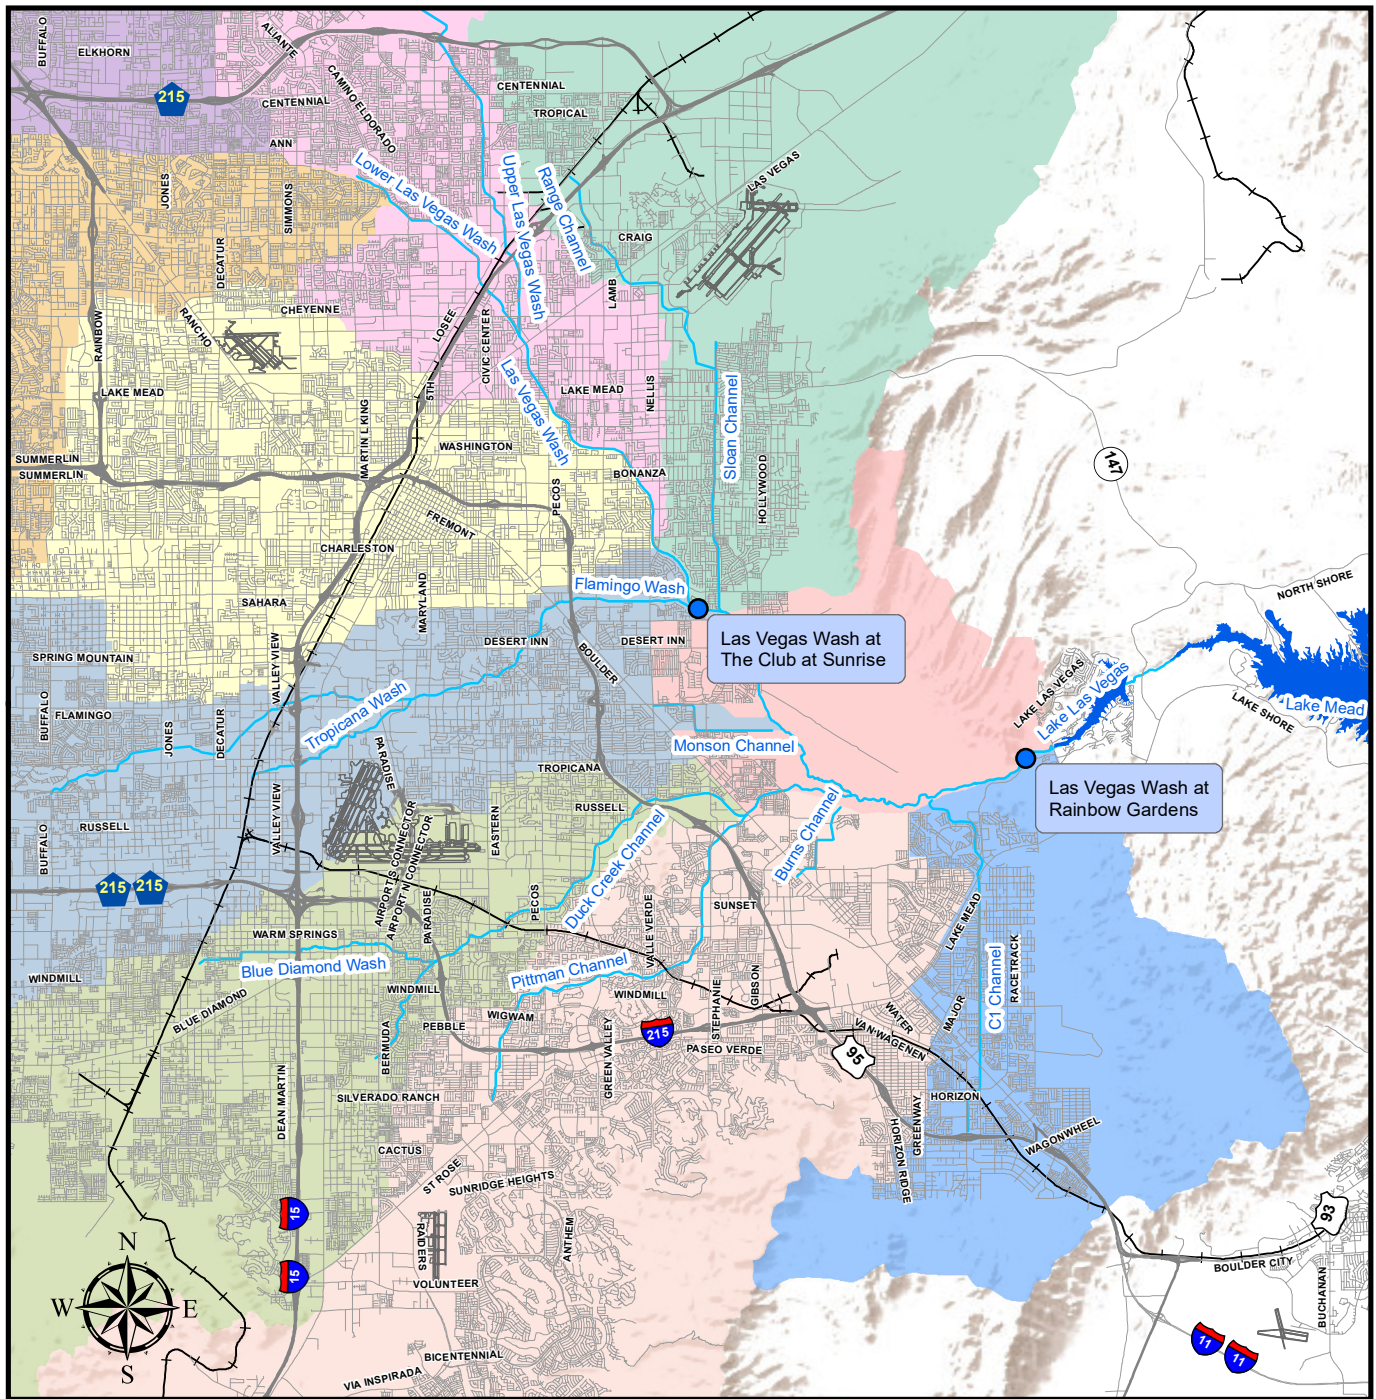 BUFFALO
ELKHORN
ALIANTE
215
CENTENNIAL
CAMINO ELDORADO
CENTENNIAL
TROPICAL
ANN
JONES
SIMMONS
DECATUR
Lower Las Vegas Wash
Upper Las Vegas Wash
Range Channel
LAS VEGAS
CRAIG
LAMB
CHEYENNE
RANCHO
RAINBOW
LOSEE
CIVIC CENTER
LAKE MEAD
5TH
MARTIN L KING
LAKE MEAD
NELLIS
Las Vegas Wash
Sloan Channel
WASHINGTON
SUMMERLIN
SUMMERLIN
BONANZA
HOLLYWOOD
147
PECOS
FREMONT
CHARLESTON
SAHARA
MARYLAND
Flamingo Wash
NORTH SHORE
DESERT INN
DESERT INN
Las Vegas Wash at
The Club at Sunrise
SPRING MOUNTAIN
VALLEY VIEW
BOULDER
BUFFALO
FLAMINGO
JONES
DECATUR
Tropicana Wash
LAKE LAS VEGAS
Lake Las Vegas
LAKE SHORE
Lake Mead
Monson Channel
PARADISE
TROPICANA
Las Vegas Wash at
Rainbow Gardens
RUSSELL
RUSSELL
BUFFALO
VALLEY VIEW
EASTERN
AIRPORT S CONNECTOR
AIRPORT N CONNECTOR
Duck Creek Channel
Burns Channel
215
215
PARADISE
PECOS
SUNSET
VALLE VERDE
LAKE MEAD
WARM SPRINGS
Blue Diamond Wash
Pittman Channel
RACETRACK
C1 Channel
WINDMILL
WINDMILL
WINDMILL
GIBSON
STEPHANIE
BLUE DIAMOND
WIGWAM
PEBBLE
BERMUDA
GREEN VALLEY
215
PASEO VERDE
WATER
VAN WAGENEN
MAJOR
95
DEAN MARTIN
SILVERADO RANCH
HORIZON
GREENWAY
HORIZON RIDGE
WAGONWHEEL
CACTUS
ST ROSE
SUNRIDGE HEIGHTS
15
RAIDERS
ANTHEM
93
N
W
E
S
15
VOLUNTEER
BOULDER CITY
BUCHANAN
11
11
BICENTENNIAL
VIA INSPIRADA